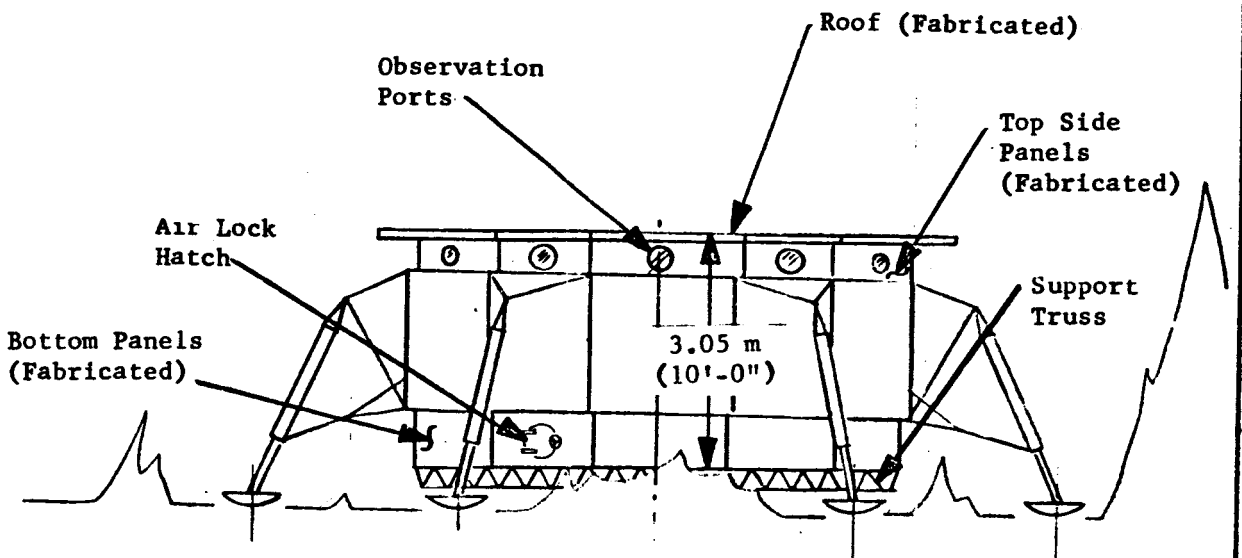 Roof (Fabricated)
Observation
Ports
Top Side
Panels
(Fabricated)
Air Lock
Hatch
Support
Truss
3.05 m
(10'-0")
Bottom Panels
(Fabricated)